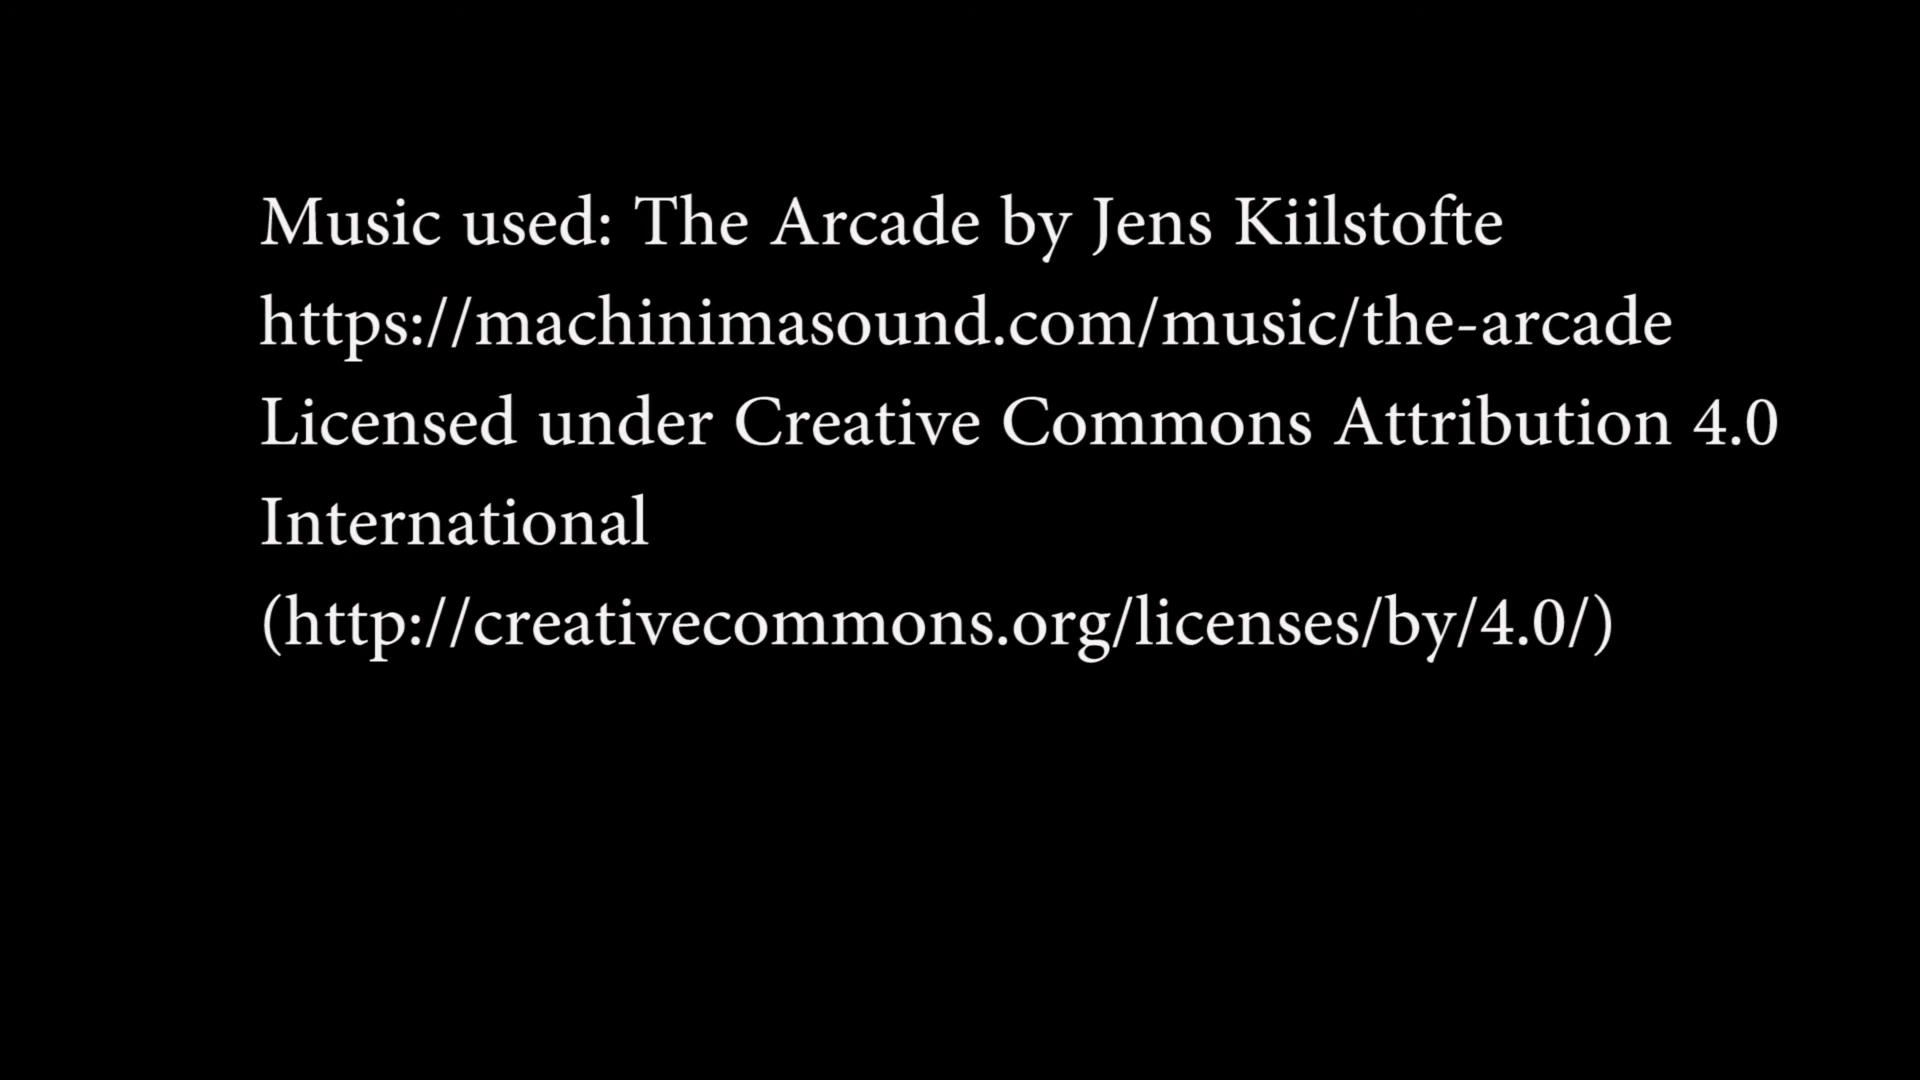 Music used: The Arcade by Jens Kiilstofte
https://machinimasound.com/music/the-arcade
Licensed under Creative Commons Attribution 4.0
International
(http://creativecommons.org/licenses/by/4.0/)